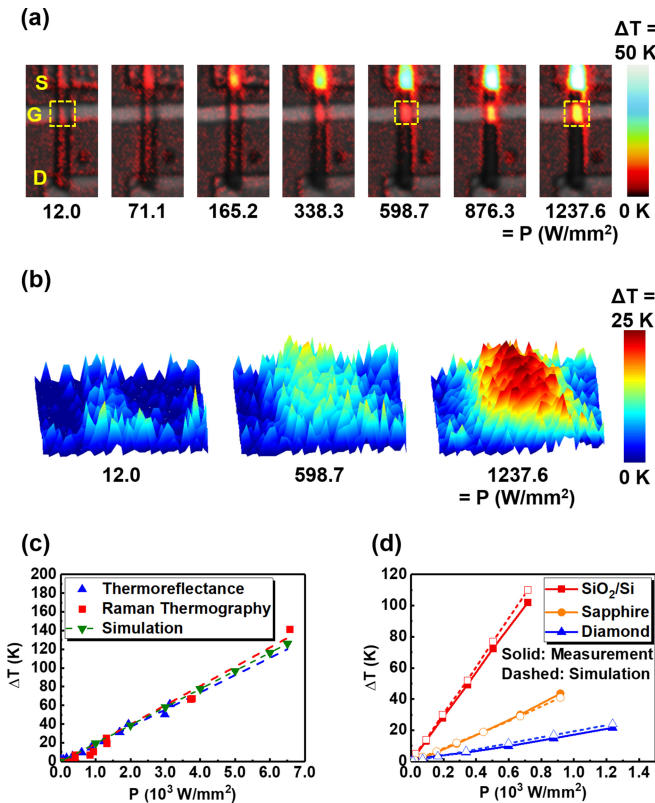 (a)
ΔT =
50 K
S
G
D
0 K
12.0 71.1 165.2 338.3 598.7 876.3 1237.6
= P (W/mm²)
(b)
ΔT =
25 K
0 K
12.0 598.7 1237.6
= P (W/mm²)
(c)
200
180
160
140
120
100
80
60
40
20
0
ΔT (K)
Thermoreflectance
Raman Thermography
Simulation
0.0 1.0 2.0 3.0 4.0 5.0 6.0 7.0
P (10³ W/mm²)
(d)
120
100
80
60
40
20
0
ΔT (K)
SiO₂/Si
Sapphire
Diamond
Solid: Measurement
Dashed: Simulation
0.0 0.2 0.4 0.6 0.8 1.0 1.2 1.4
P (10³ W/mm²)